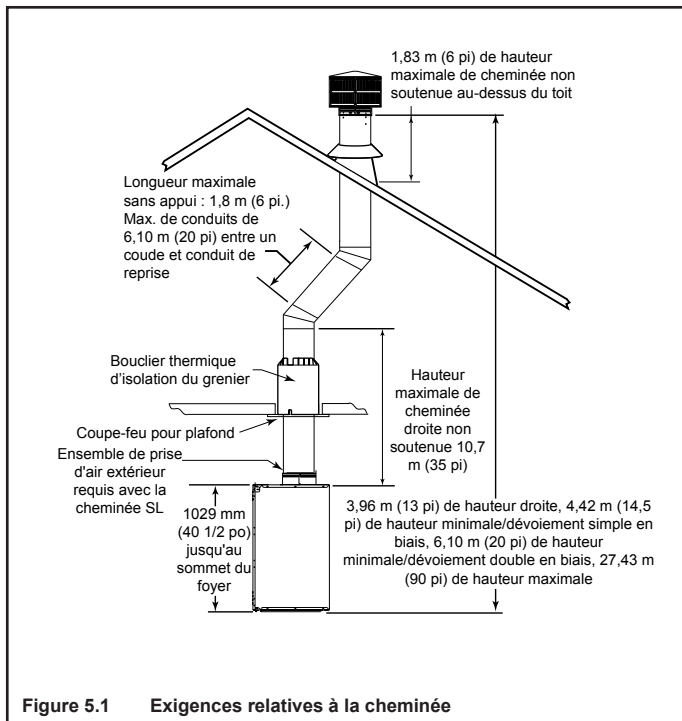 1,83 m (6 pi) de hauteur
maximale de cheminée non
soutenue au-dessus du toit
Longueur maximale
sans appui : 1,8 m (6 pi.)
Max. de conduits de
6,10 m (20 pi) entre un
coude et conduit de
reprise
Bouclier thermique
d'isolation du grenier
Hauteur
maximale de
cheminée
droite non
soutenue 10,7
m (35 pi)
Coupe-feu pour plafond
Ensemble de prise
d'air extérieur
requis avec la
cheminée SL
1029 mm
(40 1/2 po)
jusqu'au
sommet du
foyer
3,96 m (13 pi) de hauteur droite, 4,42 m (14,5
pi) de hauteur minimale/dévoiement simple en
biais, 6,10 m (20 pi) de hauteur
minimale/dévoiement double en biais, 27,43 m
(90 pi) de hauteur maximale
Figure 5.1 Exigences relatives à la cheminée